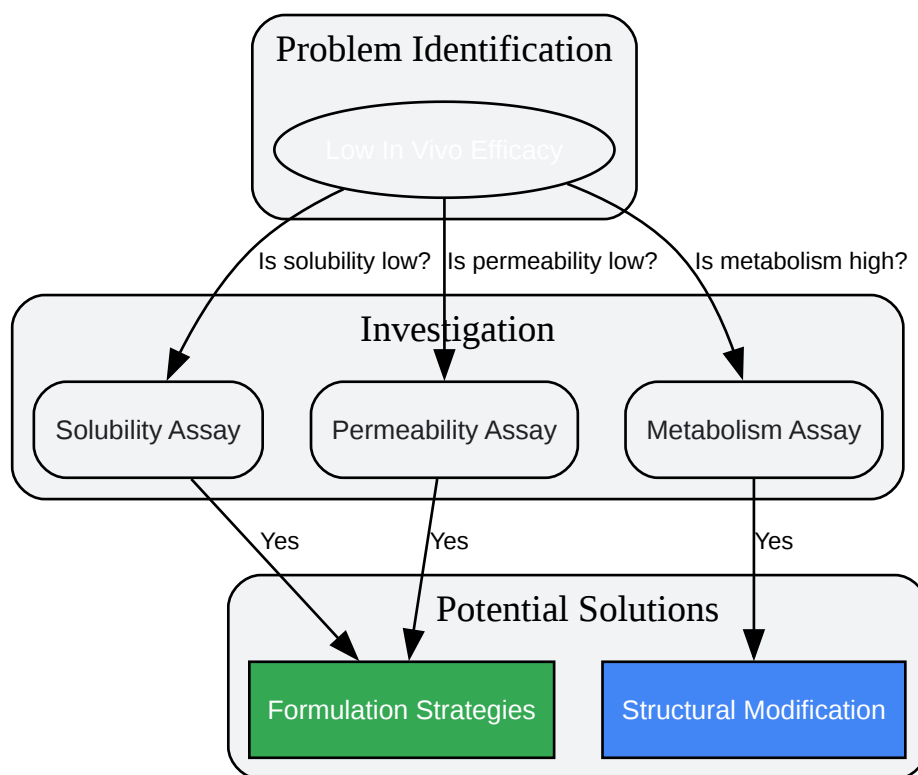 Problem Identification
Low In Vivo Efficacy
Is solubility low?
Is permeability low?
Is metabolism high?
Investigation
Solubility Assay
Permeability Assay
Metabolism Assay
Yes
Yes
Yes
Potential Solutions
Formulation Strategies
Structural Modification